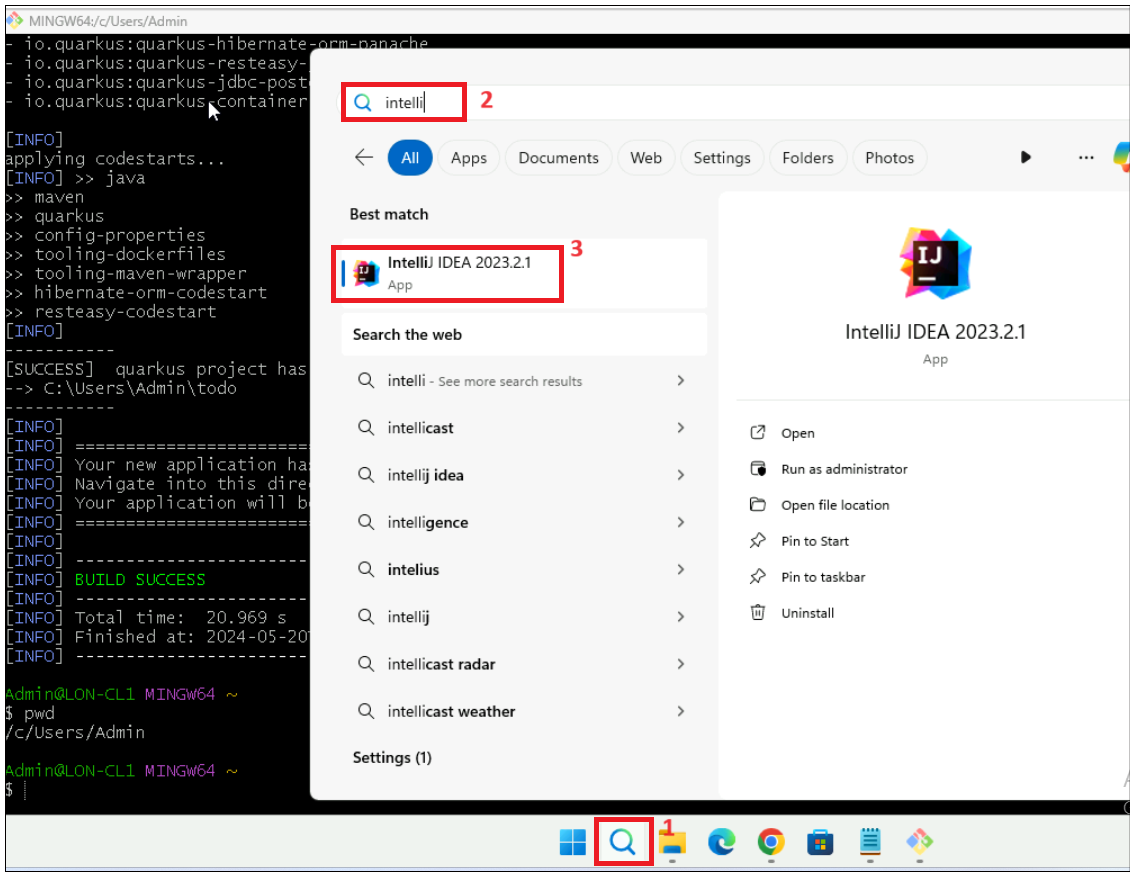 MINGW64:/c/Users/Admin
- io.quarkus:quarkus-hibernate-orm-panache
- io.quarkus:quarkus-resteasy-
- io.quarkus:quarkus-jdbc-post
- io.quarkus:quarkus-container
[INFO]
applying codestarts...
[INFO] >> java
>> maven
>> quarkus
>> config-properties
>> tooling-dockerfiles
>> tooling-maven-wrapper
>> hibernate-orm-codestart
>> resteasy-codestart
[INFO]
-----------
[SUCCESS]  quarkus project has
--> C:\Users\Admin\todo
-----------
[INFO]
[INFO] ========================
[INFO] Your new application has
[INFO] Navigate into this dire
[INFO] Your application will be
[INFO] ========================
[INFO]
[INFO] ------------------------
[INFO] BUILD SUCCESS
[INFO] ------------------------
[INFO] Total time:  20.969 s
[INFO] Finished at: 2024-05-20T
[INFO] ------------------------
Admin@LON-CL1 MINGW64 ~
$ pwd
/c/Users/Admin
Admin@LON-CL1 MINGW64 ~
$
intelli
2
All
Apps
Documents
Web
Settings
Folders
Photos
...
Best match
IntelliJ IDEA 2023.2.1
App
3
Search the web
intelli - See more search results
intellicast
intellij idea
intelligence
intelius
intellij
intellicast radar
intellicast weather
Settings (1)
IJ
IntelliJ IDEA 2023.2.1
App
Open
Run as administrator
Open file location
Pin to Start
Pin to taskbar
Uninstall
1